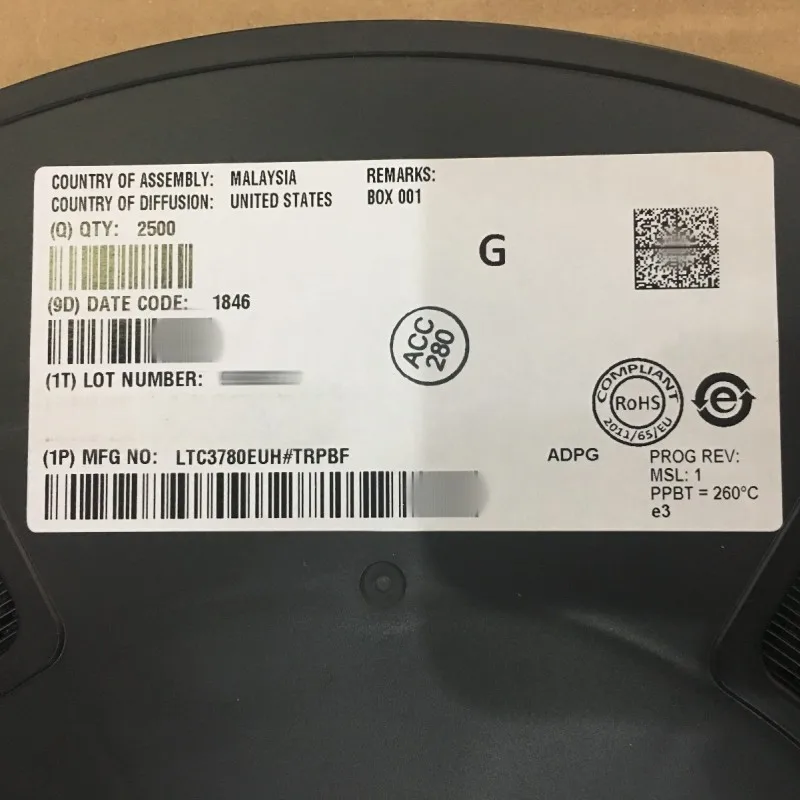 COUNTRY OF ASSEMBLY: MALAYSIA REMARKS:
COUNTRY OF DIFFUSION: UNITED STATES BOX 001
(Q) QTY: 2500
G
(9D) DATE CODE: 1846
ACC
280
(1T) LOT NUMBER:
COMPLIANT
RoHS
2011/65/EU
e
(1P) MFG NO: LTC3780EUH#TRPBF
ADPG
PROG REV:
MSL: 1
PPBT = 260°C
e3